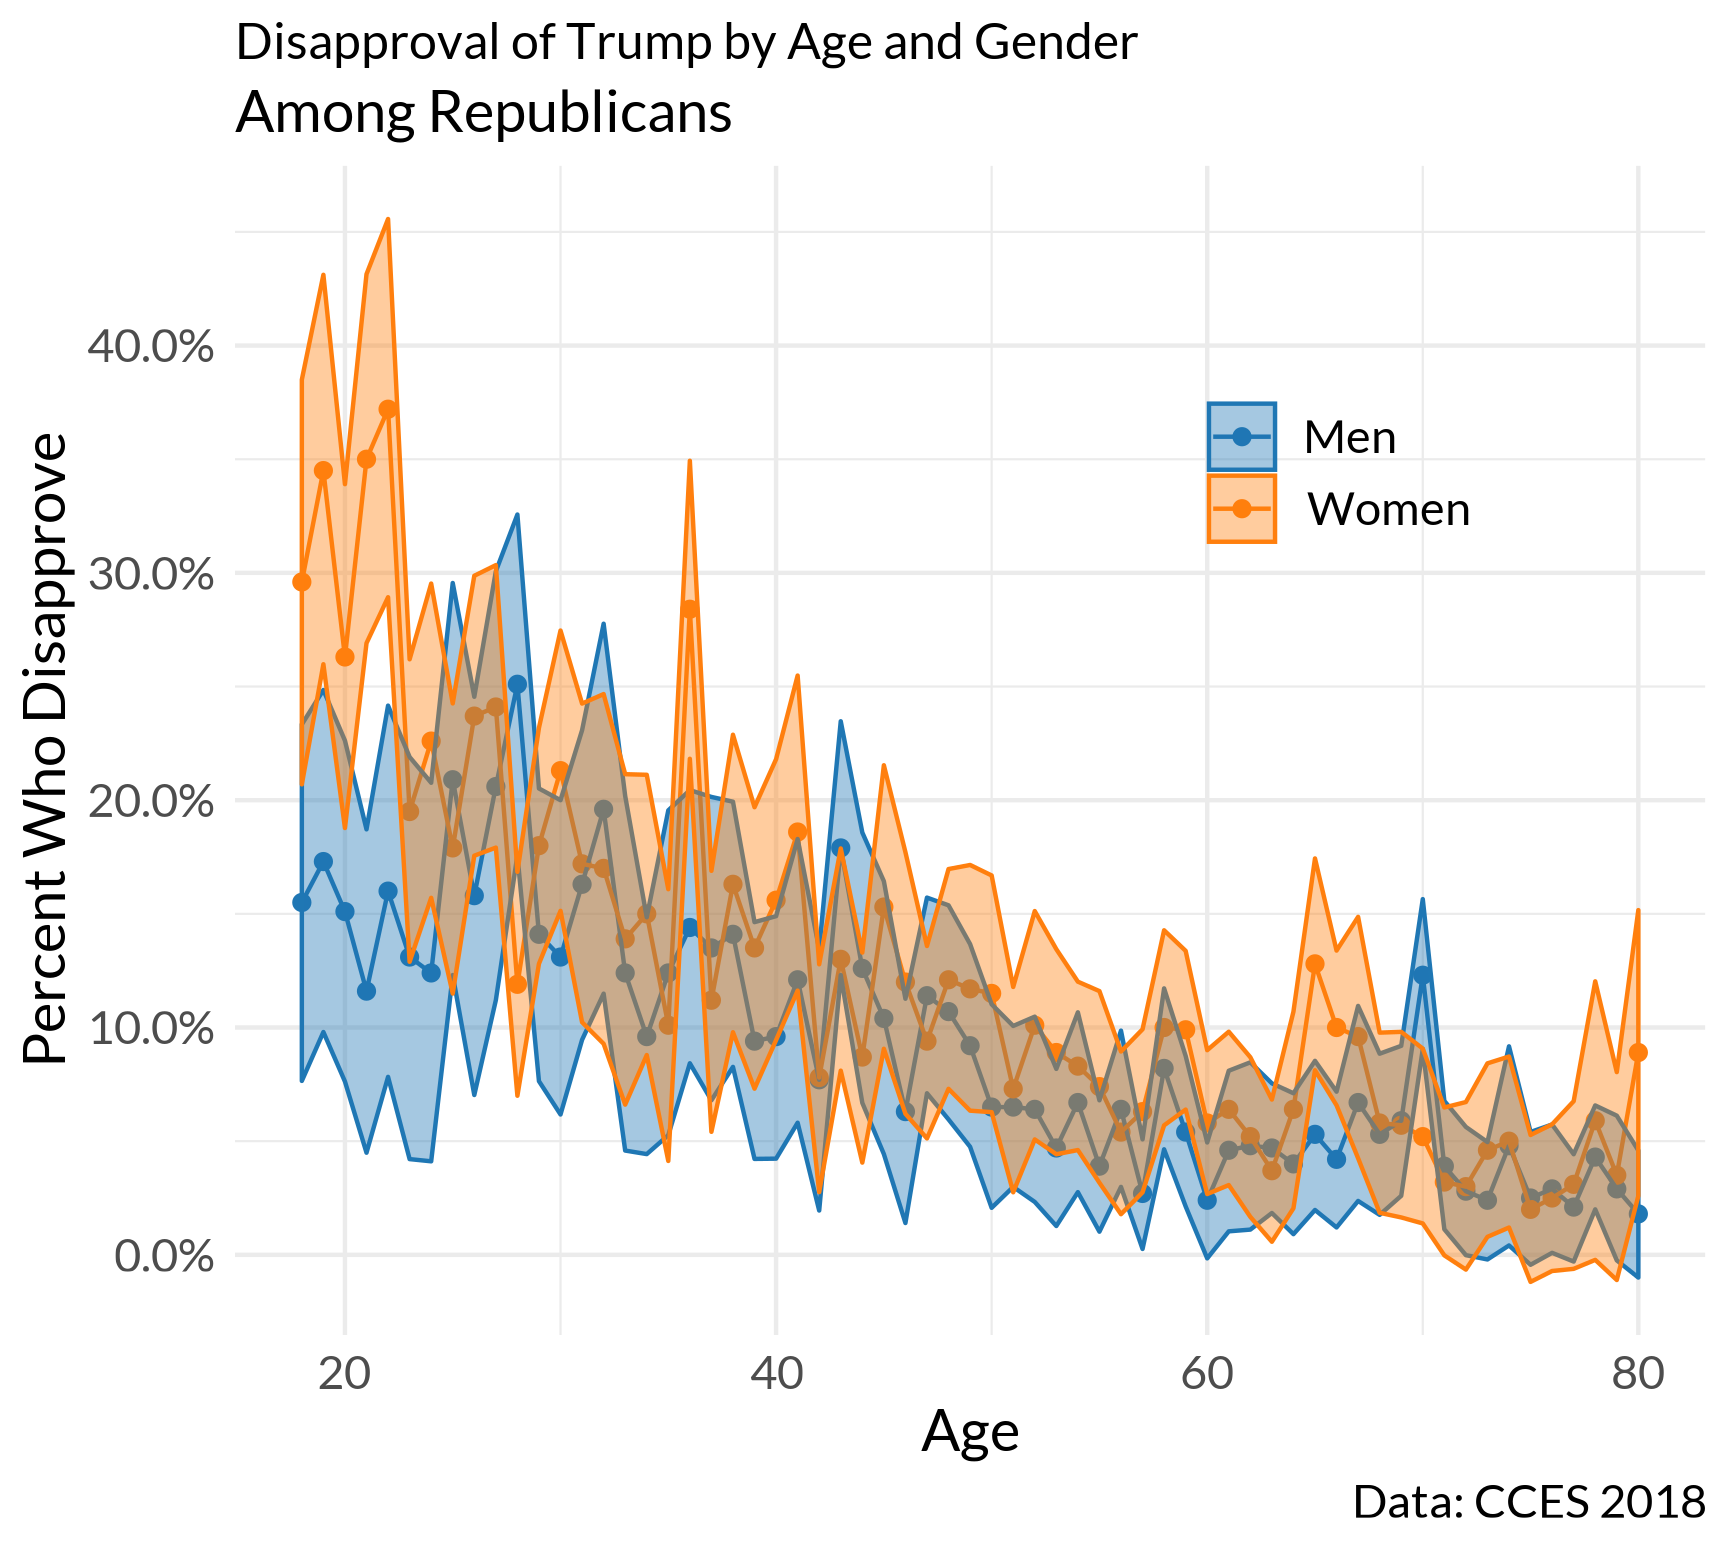 Disapproval of Trump by Age and Gender
Among Republicans
Percent Who Disapprove
40.0%
30.0%
20.0%
10.0%
0.0%
Men
Women
20 40 60 80
Age
Data: CCES 2018